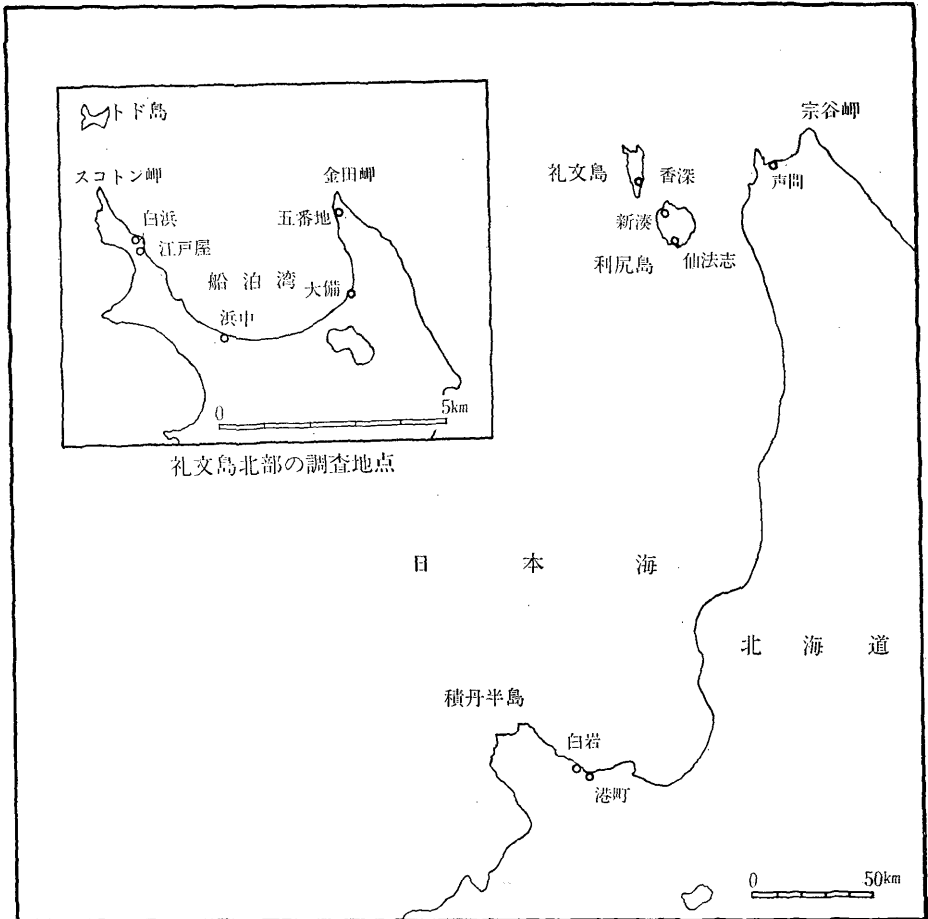 トド島
スコトン岬
金田岬
白浜
五番地
江戸屋
船泊湾
大備
浜中
0 5km
礼文島北部の調査地点
宗谷岬
礼文島
香深
声問
新湊
利尻島
仙法志
日本海
北海道
積丹半島
白岩
港町
0 50km